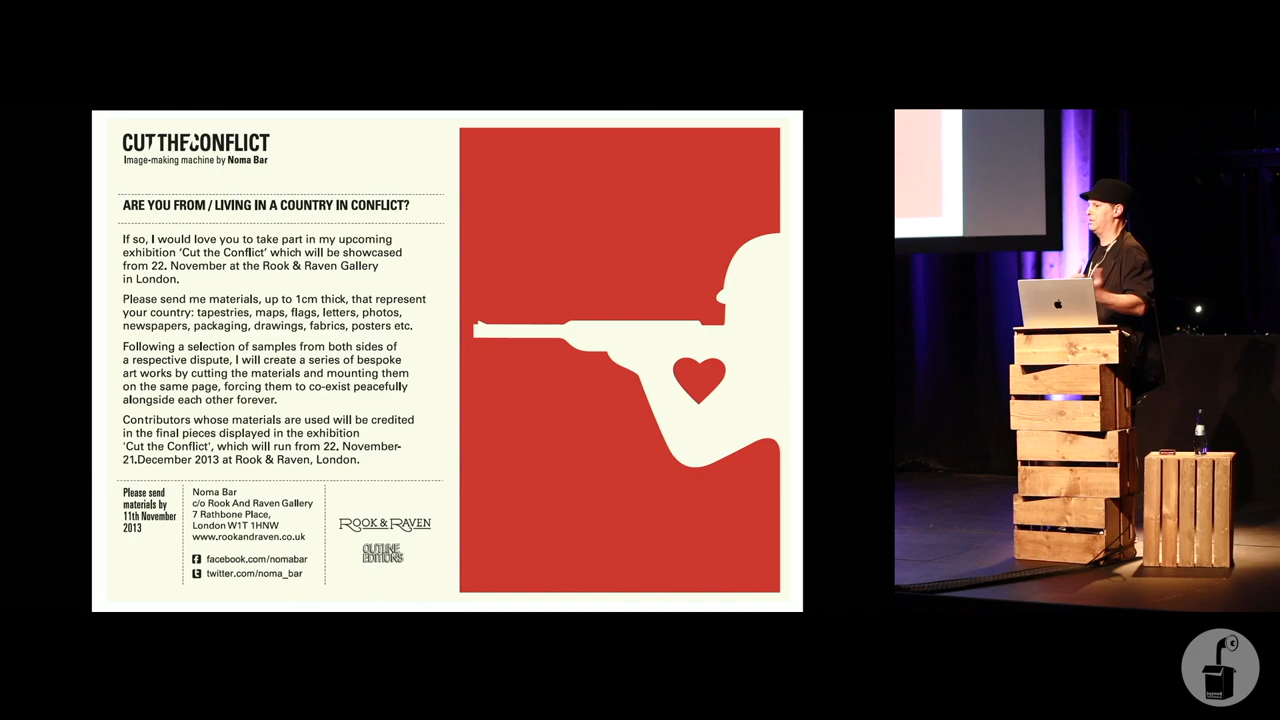 CUT THE CONFLICT
Image-making machine by Noma Bar
ARE YOU FROM / LIVING IN A COUNTRY IN CONFLICT?
If so, I would love you to take part in my upcoming
exhibition ‘Cut the Conflict’ which will be showcased
from 22. November at the Rook & Raven Gallery
in London.
Please send me materials, up to 1cm thick, that represent
your country: tapestries, maps, flags, letters, photos,
newspapers, packaging, drawings, fabrics, posters etc.
Following a selection of samples from both sides of
a respective dispute, I will create a series of bespoke
art works by cutting the materials and mounting them
on the same page, forcing them to co-exist peacefully
alongside each other forever.
Contributors whose materials are used will be credited
in the final pieces displayed in the exhibition
'Cut the Conflict', which will run from 22. November-
21.December 2013 at Rook & Raven, London.
Please send
materials by
11th November
2013
Noma Bar
c/o Rook And Raven Gallery
7 Rathbone Place,
London W1T 1HNW
www.rookandraven.co.uk
facebook.com/nomabar
twitter.com/noma_bar
ROOK & RAVEN
OUTLINE
EDITIONS